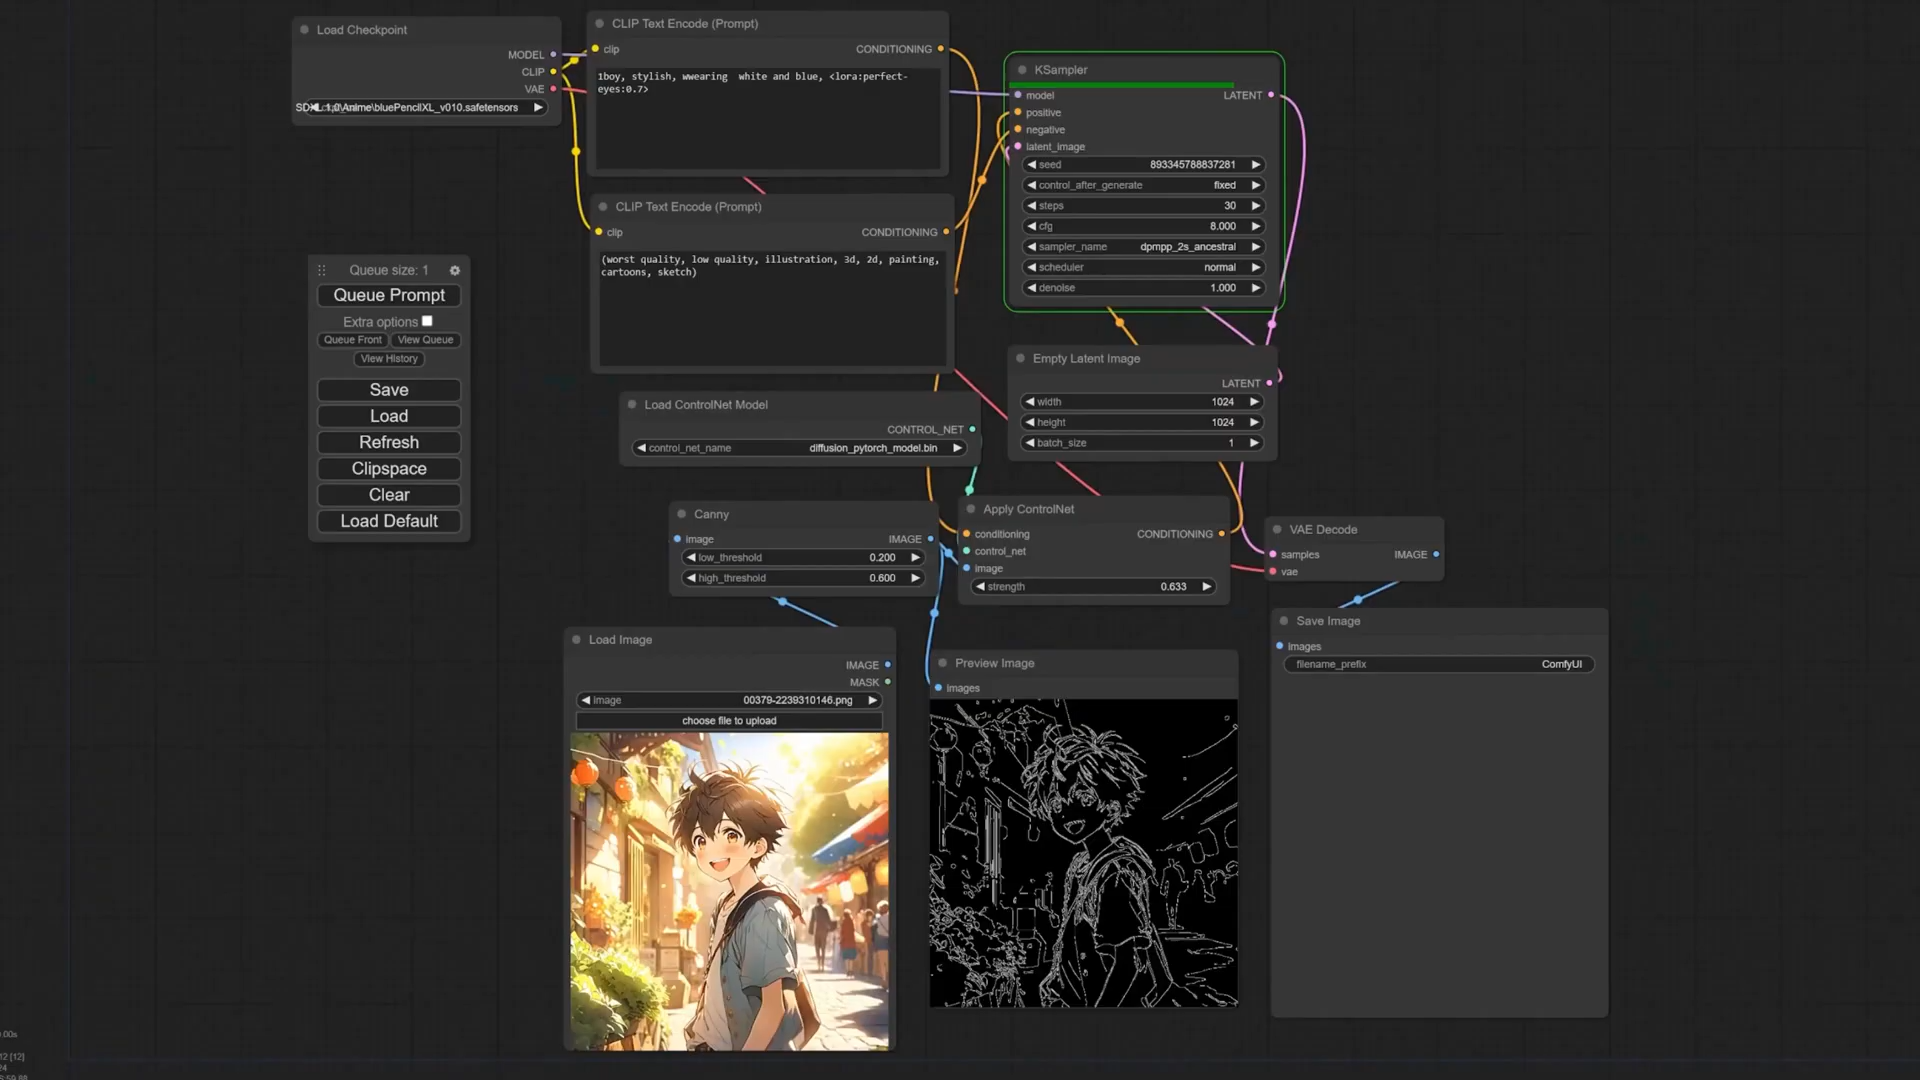 Load Checkpoint
MODEL
CLIP
VAE
\Anime\bluePencilXL_v010.safetensors
CLIP Text Encode (Prompt)
clip
CONDITIONING
1boy, stylish, wwearing  white and blue, <lora:perfect-
eyes:0.7>
CLIP Text Encode (Prompt)
clip
CONDITIONING
(worst quality, low quality, illustration, 3d, 2d, painting,
cartoons, sketch)
KSampler
model
LATENT
positive
negative
latent_image
seed 893345788837281
control_after_generate fixed
steps 30
cfg 8.000
sampler_name dpmpp_2s_ancestral
scheduler normal
denoise 1.000
Queue size: 1
Queue Prompt
Extra options
Queue Front
View Queue
View History
Save
Load
Refresh
Clipspace
Clear
Load Default
Empty Latent Image
LATENT
width 1024
height 1024
batch_size 1
Load ControlNet Model
CONTROL_NET
control_net_name diffusion_pytorch_model.bin
Canny
image
IMAGE
low_threshold 0.200
high_threshold 0.600
Apply ControlNet
conditioning
CONDITIONING
control_net
image
strength 0.633
VAE Decode
samples
IMAGE
vae
Load Image
IMAGE
MASK
image 00379-2239310146.png
choose file to upload
Preview Image
images
Save Image
images
filename_prefix ComfyUI